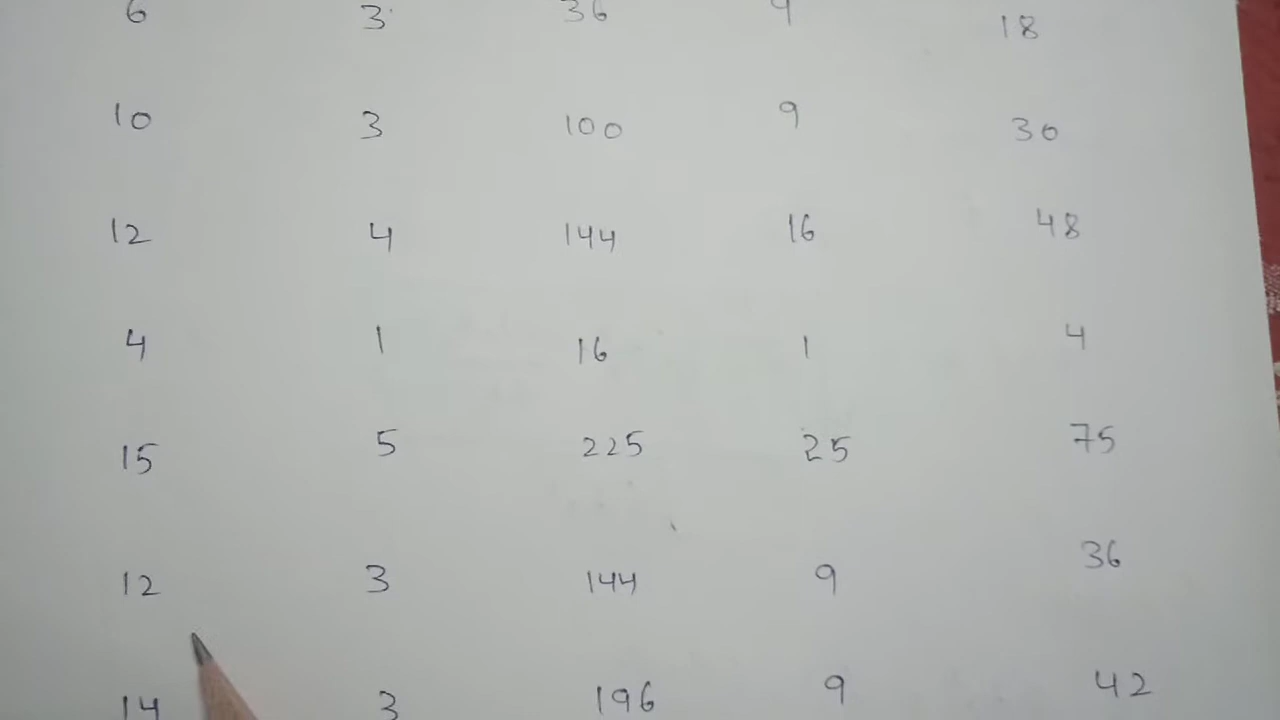 6 3 36 9 18
10 3 100 9 30
12 4 144 16 48
4 1 16 1 4
15 5 225 25 75
12 3 144 9 36
14 3 196 9 42